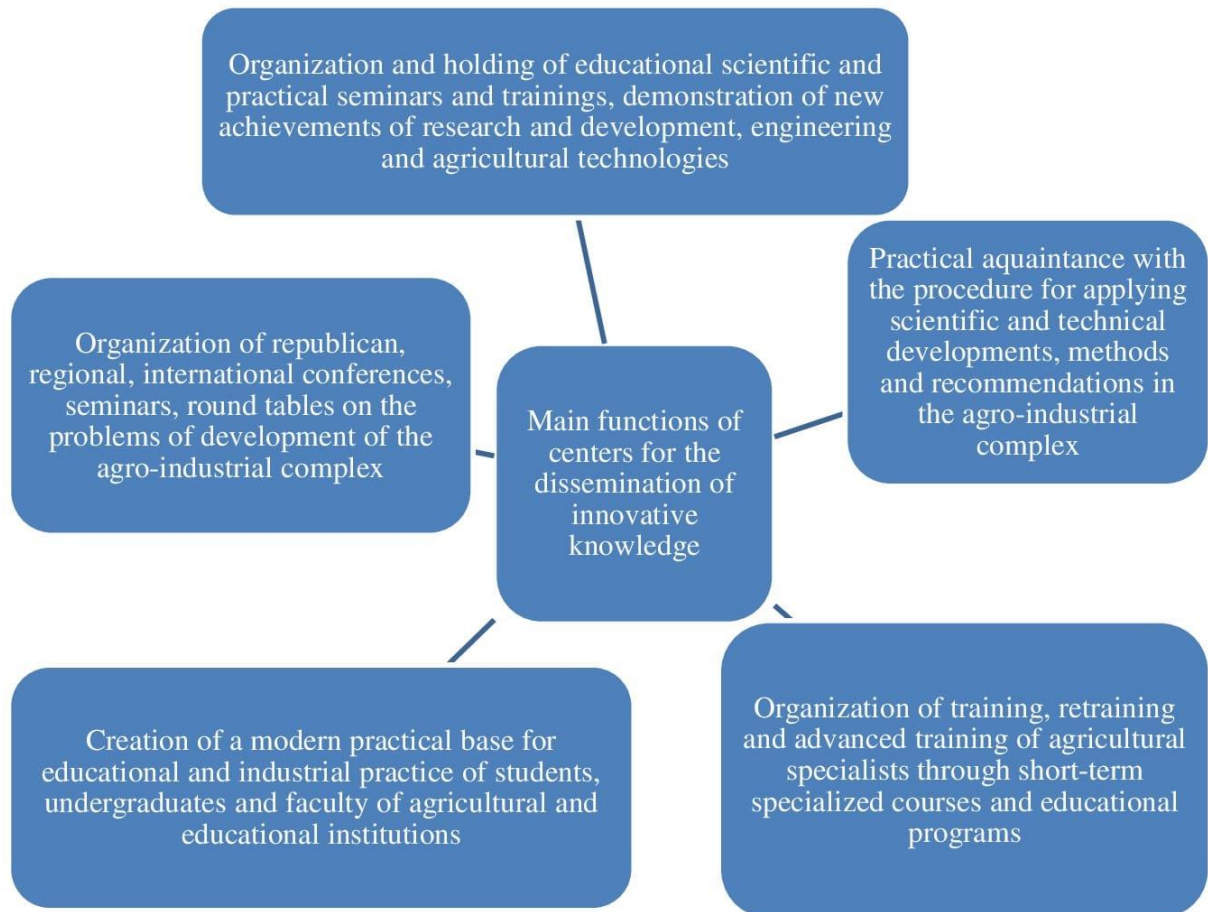 Organization and holding of educational scientific and
practical seminars and trainings, demonstration of new
achievements of research and development, engineering
and agricultural technologies
Practical aquaintance with
the procedure for applying
scientific and technical
developments, methods
and recommendations in
the agro-industrial
complex
Organization of republican,
regional, international conferences,
seminars, round tables on the
problems of development of the
agro-industrial complex
Main functions of
centers for the
dissemination of
innovative
knowledge
Creation of a modern practical base for
educational and industrial practice of students,
undergraduates and faculty of agricultural and
educational institutions
Organization of training, retraining
and advanced training of agricultural
specialists through short-term
specialized courses and educational
programs